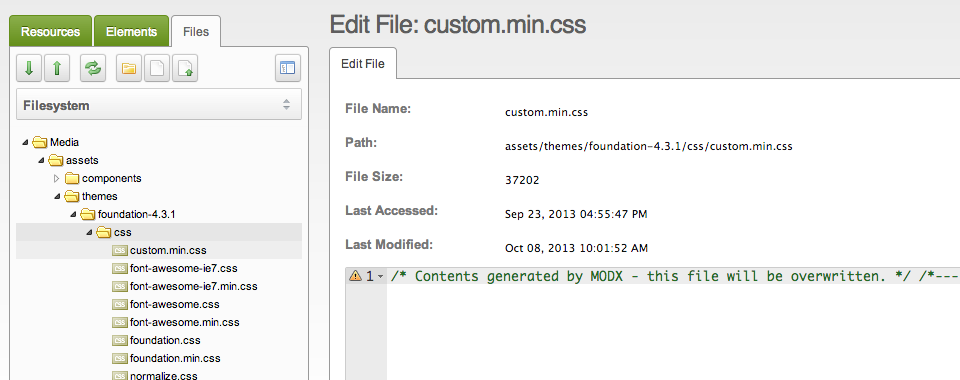 Resources Elements Files
Filesystem
Media
assets
components
themes
foundation-4.3.1
css
custom.min.css
font-awesome-ie7.css
font-awesome-ie7.min.css
font-awesome.css
font-awesome.min.css
foundation.css
foundation.min.css
normalize.css
Edit File: custom.min.css
Edit File
File Name: custom.min.css
Path: assets/themes/foundation-4.3.1/css/custom.min.css
File Size: 37202
Last Accessed: Sep 23, 2013 04:55:47 PM
Last Modified: Oct 08, 2013 10:01:52 AM
1 /* Contents generated by MODX - this file will be overwritten. */ /*---